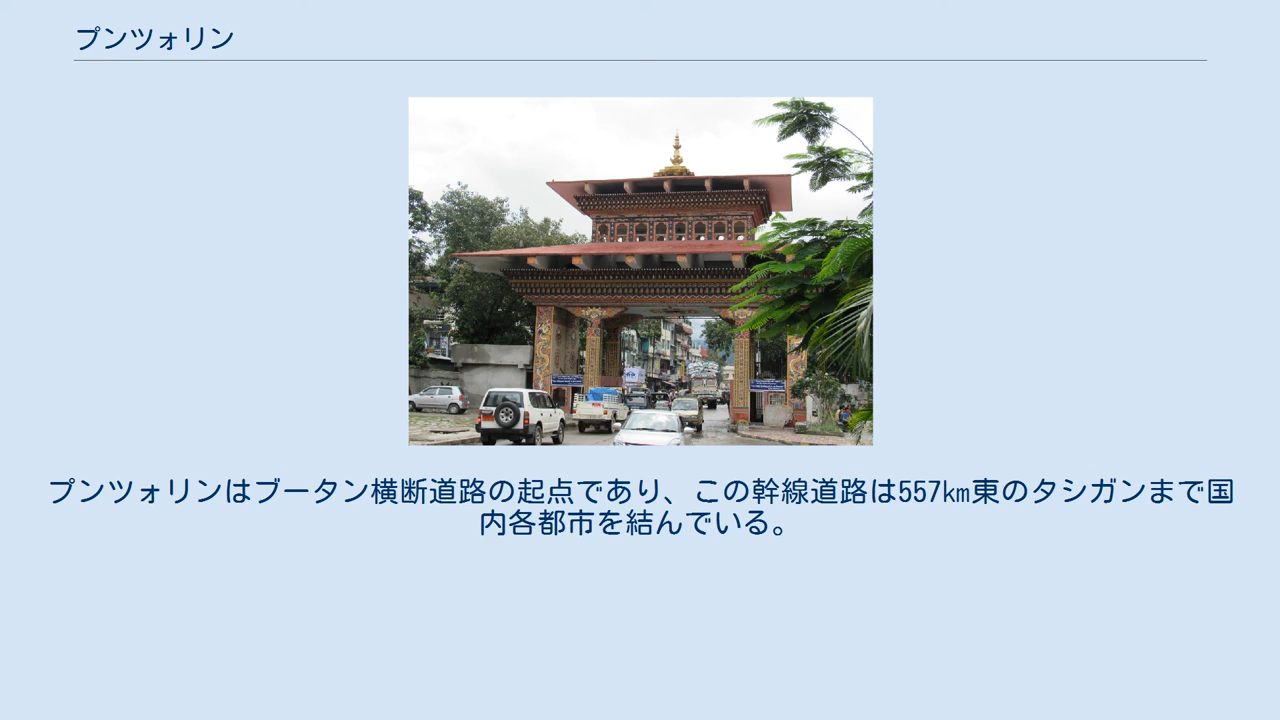 プンツォリン
プンツォリンはブータン横断道路の起点であり、この幹線道路は557km東のタシガンまで国
内各都市を結んでいる。